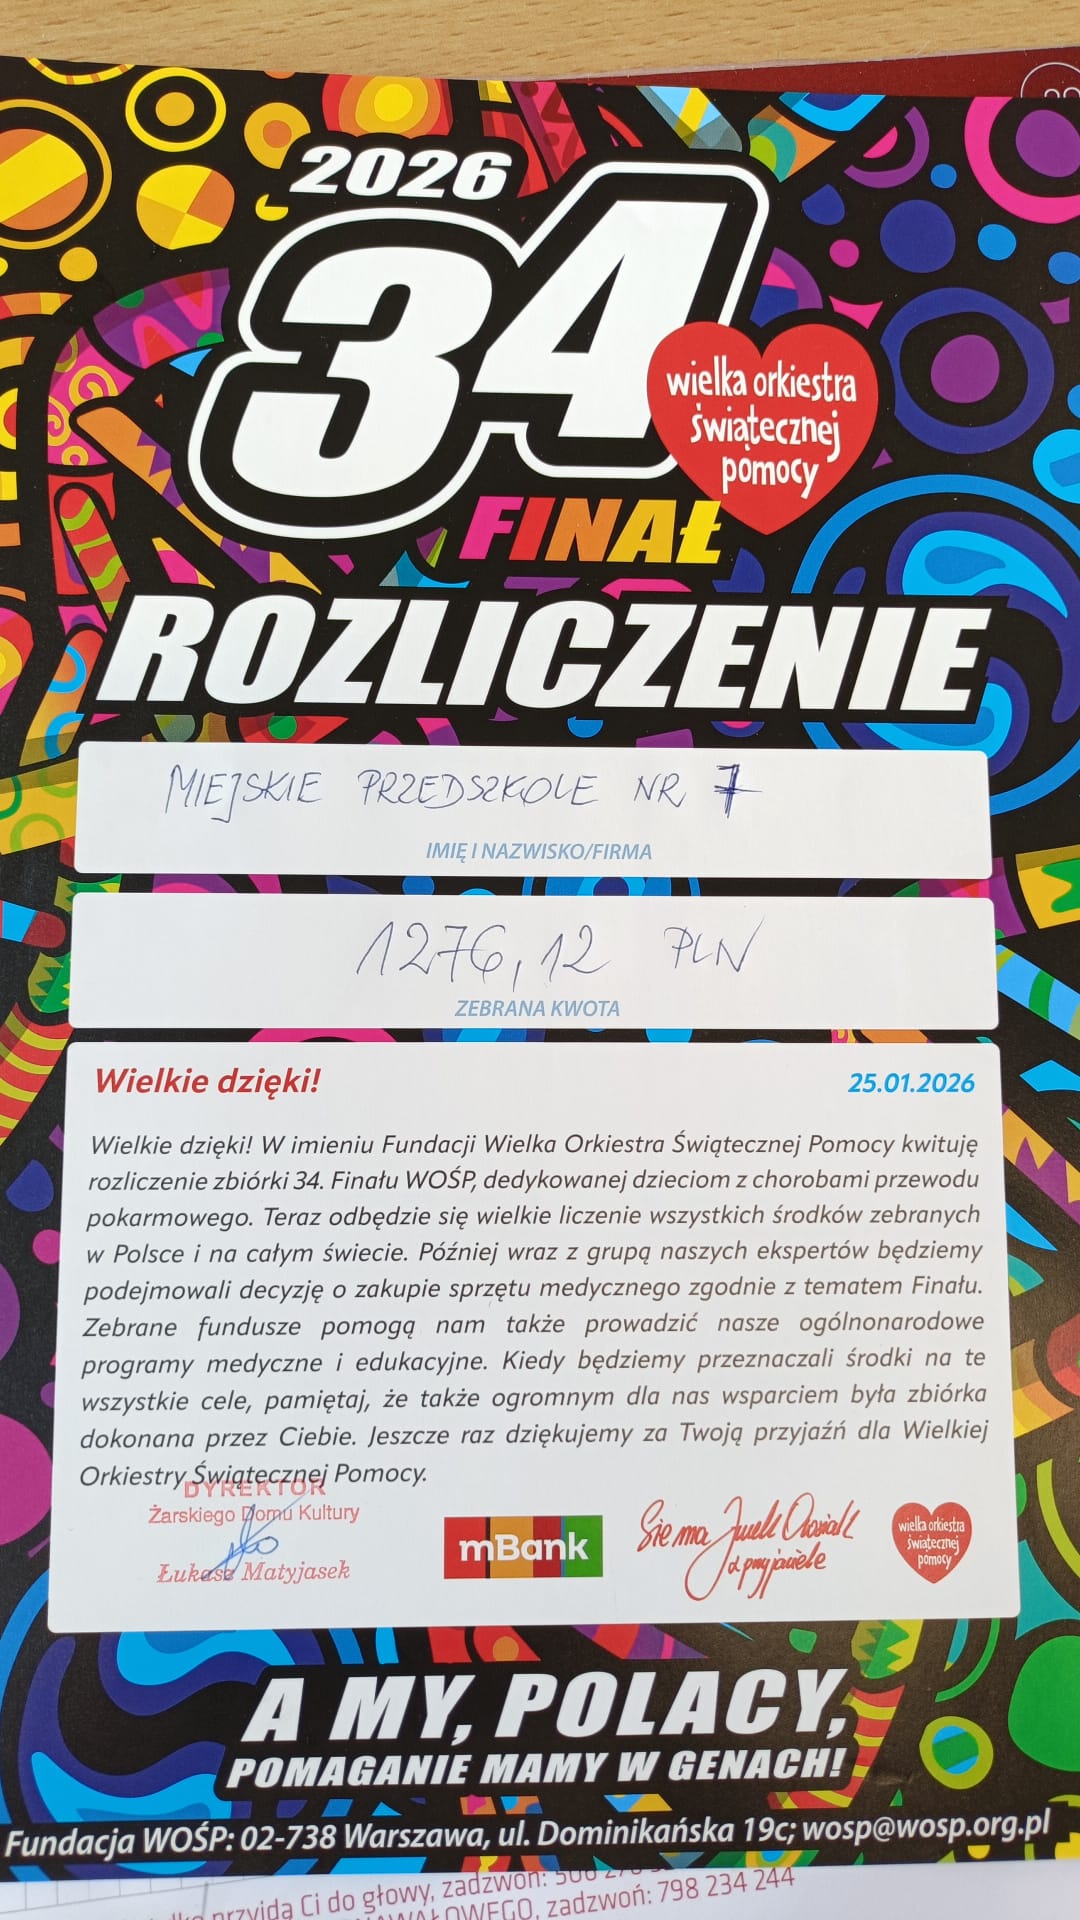 2026
34
wielka orkiestra
świątecznej
pomocy
FINAŁ
ROZLICZENIE
MIEJSKIE PRZEDSZKOLE NR 7
IMIĘ I NAZWISKO/FIRMA
1276,12 PLN
ZEBRANA KWOTA
Wielkie dzięki! 25.01.2026
Wielkie dzięki! W imieniu Fundacji Wielka Orkiestra Świątecznej Pomocy kwituję
rozliczenie zbiórki 34. Finału WOŚP, dedykowanej dzieciom z chorobami przewodu
pokarmowego. Teraz odbędzie się wielkie liczenie wszystkich środków zebranych
w Polsce i na całym świecie. Później wraz z grupą naszych ekspertów będziemy
podejmowali decyzję o zakupie sprzętu medycznego zgodnie z tematem Finału.
Zebrane fundusze pomogą nam także prowadzić nasze ogólnonarodowe
programy medyczne i edukacyjne. Kiedy będziemy przeznaczali środki na te
wszystkie cele, pamiętaj, że także ogromnym dla nas wsparciem była zbiórka
dokonana przez Ciebie. Jeszcze raz dziękujemy za Twoją przyjaźń dla Wielkiej
Orkiestry Świątecznej Pomocy.
DYREKTOR
Żarskiego Domu Kultury
Łukasz Matyjasek
mBank
Sie ma Jurek Owsiak
z przyjaciele
wielka orkiestra
świątecznej
pomocy
A MY, POLACY,
POMAGANIE MAMY W GENACH!
Fundacja WOŚP: 02-738 Warszawa, ul. Dominikańska 19c; wosp@wosp.org.pl
przyjdą Ci do głowy, zadzwoń:
zadzwoń: 798 234 244